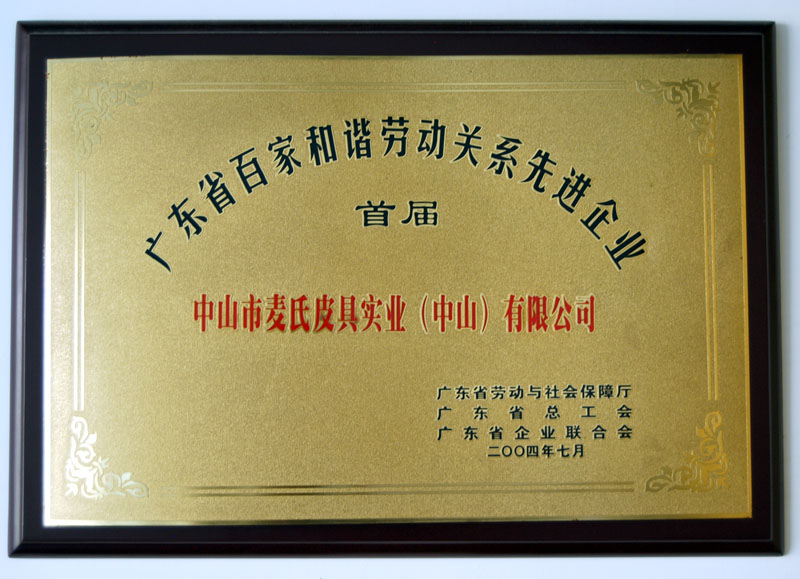 广东省百家和谐劳动关系先进企业
首届
中山市麦氏皮具实业（中山）有限公司
广东省劳动与社会保障厅
广东省总工会
广东省企业联合会
二〇〇四年七月